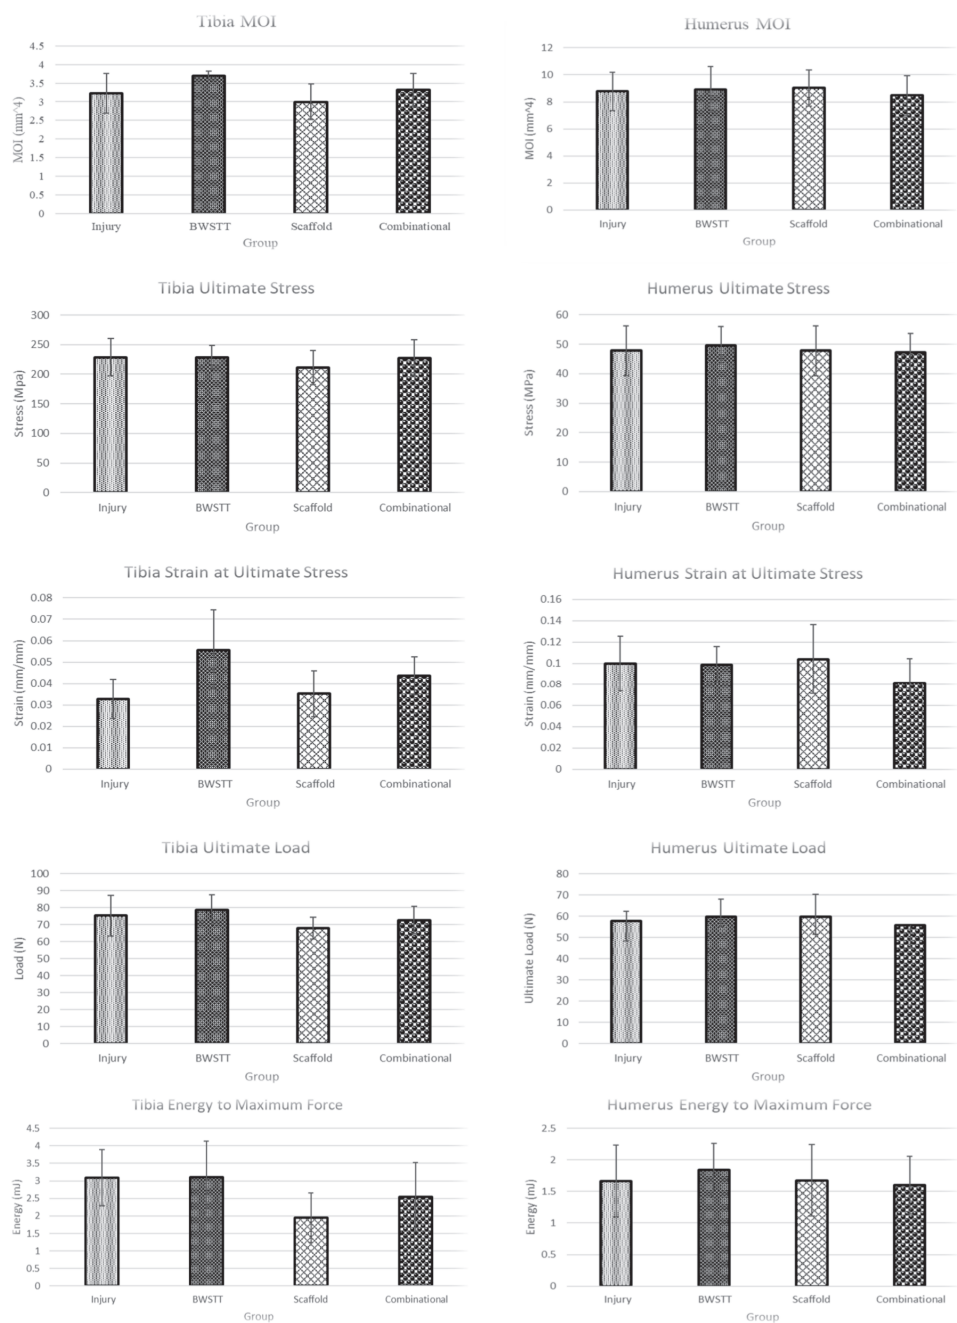 Tibia MOI
4.5
4
3.5
3
2.5
2
1.5
1
0.5
0
MOI (mm^4)
Injury BWSTT Scaffold Combinational
Group
Humerus MOI
12
10
8
6
4
2
0
MOI (mm^4)
Injury BWSTT Scaffold Combinational
Group
Tibia Ultimate Stress
300
250
200
150
100
50
0
Stress (Mpa)
Injury BWSTT Scaffold Combinational
Group
Humerus Ultimate Stress
60
50
40
30
20
10
0
Stress (MPa)
Injury BWSTT Scaffold Combinational
Group
Tibia Strain at Ultimate Stress
0.08
0.07
0.06
0.05
0.04
0.03
0.02
0.01
0
Strain (mm/mm)
Injury BWSTT Scaffold Combinational
Group
Humerus Strain at Ultimate Stress
0.16
0.14
0.12
0.1
0.08
0.06
0.04
0.02
0
Strain (mm/mm)
Injury BWSTT Scaffold Combinational
Group
Tibia Ultimate Load
100
90
80
70
60
50
40
30
20
10
0
Load (N)
Injury BWSTT Scaffold Combinational
Group
Humerus Ultimate Load
80
70
60
50
40
30
20
10
0
Ultimate Load (N)
Injury BWSTT Scaffold Combinational
Group
Tibia Energy to Maximum Force
4.5
4
3.5
3
2.5
2
1.5
1
0.5
0
Energy (mJ)
Injury BWSTT Scaffold Combinational
Group
Humerus Energy to Maximum Force
2.5
2
1.5
1
0.5
0
Energy (mJ)
Injury BWSTT Scaffold Combinational
Group